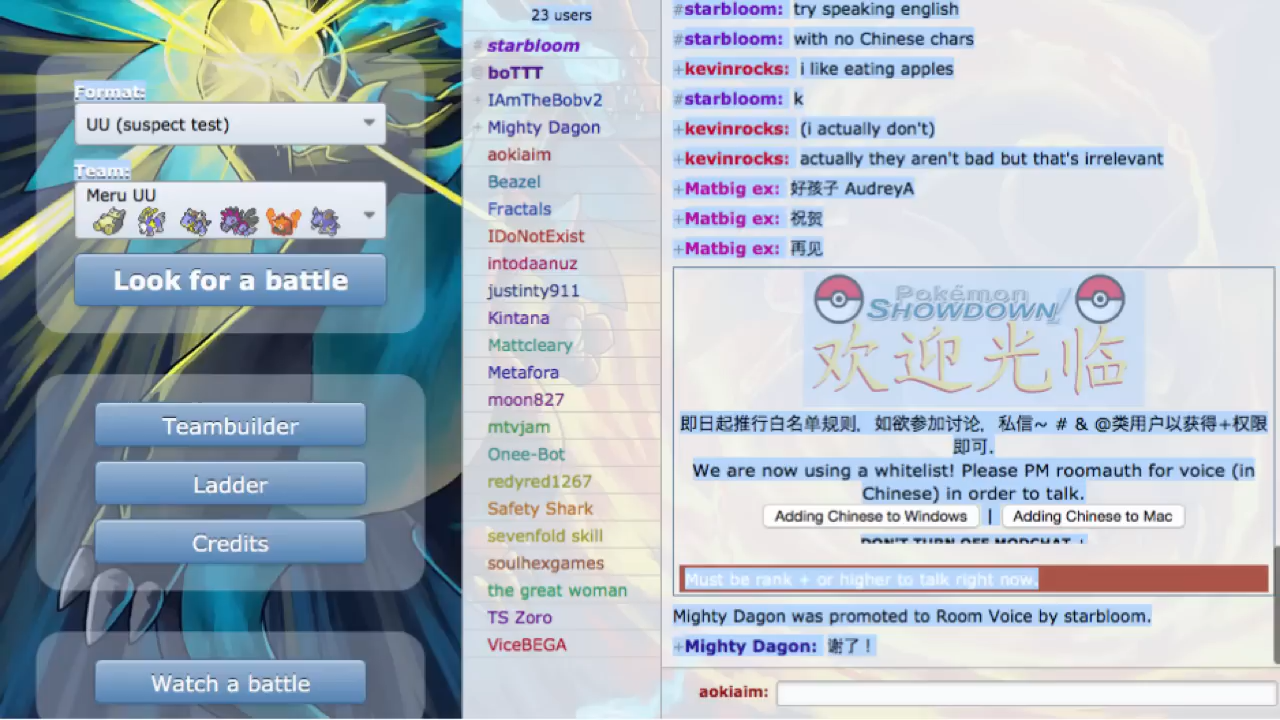 Format:
UU (suspect test)
Team:
Meru UU
Look for a battle
Teambuilder
Ladder
Credits
Watch a battle
23 users
# starbloom
boTTT
+ IAmTheBobv2
+ Mighty Dagon
aokiaim
Beazel
Fractals
IDoNotExist
intodaanuz
justinty911
Kintana
Mattcleary
Metafora
moon827
mtvjam
Onee-Bot
redyred1267
Safety Shark
sevenfold skill
soulhexgames
the great woman
TS Zoro
ViceBEGA
#starbloom: try speaking english
#starbloom: with no Chinese chars
+kevinrocks: i like eating apples
#starbloom: k
+kevinrocks: (i actually don't)
+kevinrocks: actually they aren't bad but that's irrelevant
+Matbig ex: 好孩子 AudreyA
+Matbig ex: 祝贺
+Matbig ex: 再见
Pokémon
SHOWDOWN!
欢迎光临
即日起推行白名单规则，如欲参加讨论，私信~ # & @类用户以获得+权限
即可.
We are now using a whitelist! Please PM roomauth for voice (in
Chinese) in order to talk.
Adding Chinese to Windows | Adding Chinese to Mac
DON'T TURN OFF MODCHAT !
Must be rank + or higher to talk right now.
Mighty Dagon was promoted to Room Voice by starbloom.
+Mighty Dagon: 谢了！
aokiaim: